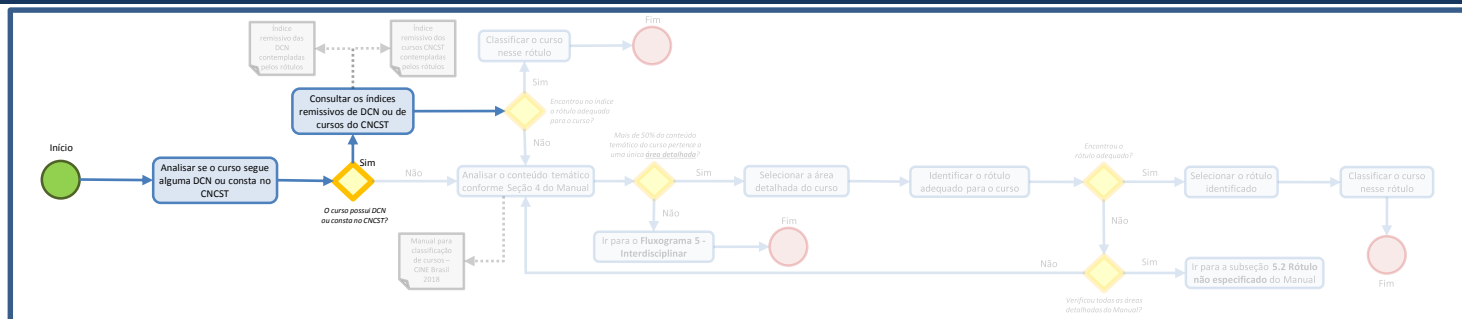 Início
Analisar se o curso segue
alguma DCN ou consta no
CNCST
O curso possui DCN
ou consta no CNCST?
Sim
Não
Consultar os índices
remissivos de DCN ou de
cursos do CNCST
Índice
remissivo das
DCN
contempladas
pelos rótulos
Índice
remissivo dos
cursos CNCST
contemplados
pelos rótulos
Encontrou no índice
o rótulo adequado
para o curso?
Sim
Classificar o curso
nesse rótulo
Fim
Não
Analisar o conteúdo temático
conforme Seção 4 do Manual
Manual para
classificação
de cursos –
CINE Brasil
2018
Mais de 50% do conteúdo
temático do curso pertence a
uma única área detalhada?
Sim
Não
Ir para o Fluxograma 5 -
Interdisciplinar
Fim
Selecionar a área
detalhada do curso
Identificar o rótulo
adequado para o curso
Encontrou o
rótulo adequado?
Sim
Selecionar o rótulo
identificado
Classificar o curso
nesse rótulo
Fim
Não
Verificou todas as áreas
detalhadas do Manual?
Não
Sim
Ir para a subseção 5.2 Rótulo
não especificado do Manual